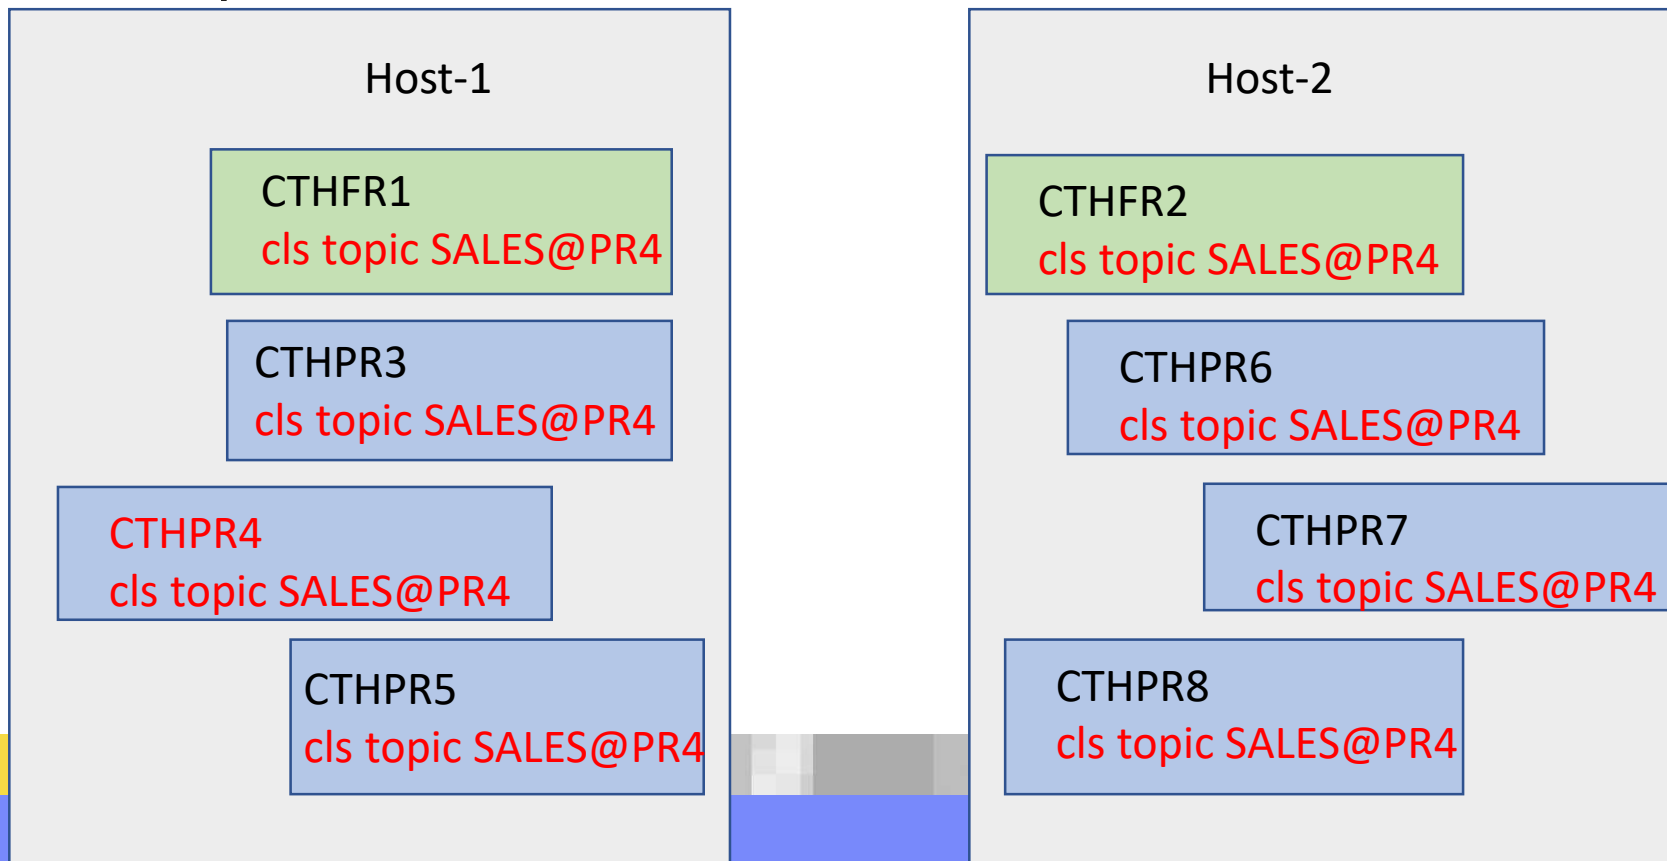 Host-1
CTHFR1
cls topic SALES@PR4
CTHPR3
cls topic SALES@PR4
CTHPR4
cls topic SALES@PR4
CTHPR5
cls topic SALES@PR4
Host-2
CTHFR2
cls topic SALES@PR4
CTHPR6
cls topic SALES@PR4
CTHPR7
cls topic SALES@PR4
CTHPR8
cls topic SALES@PR4